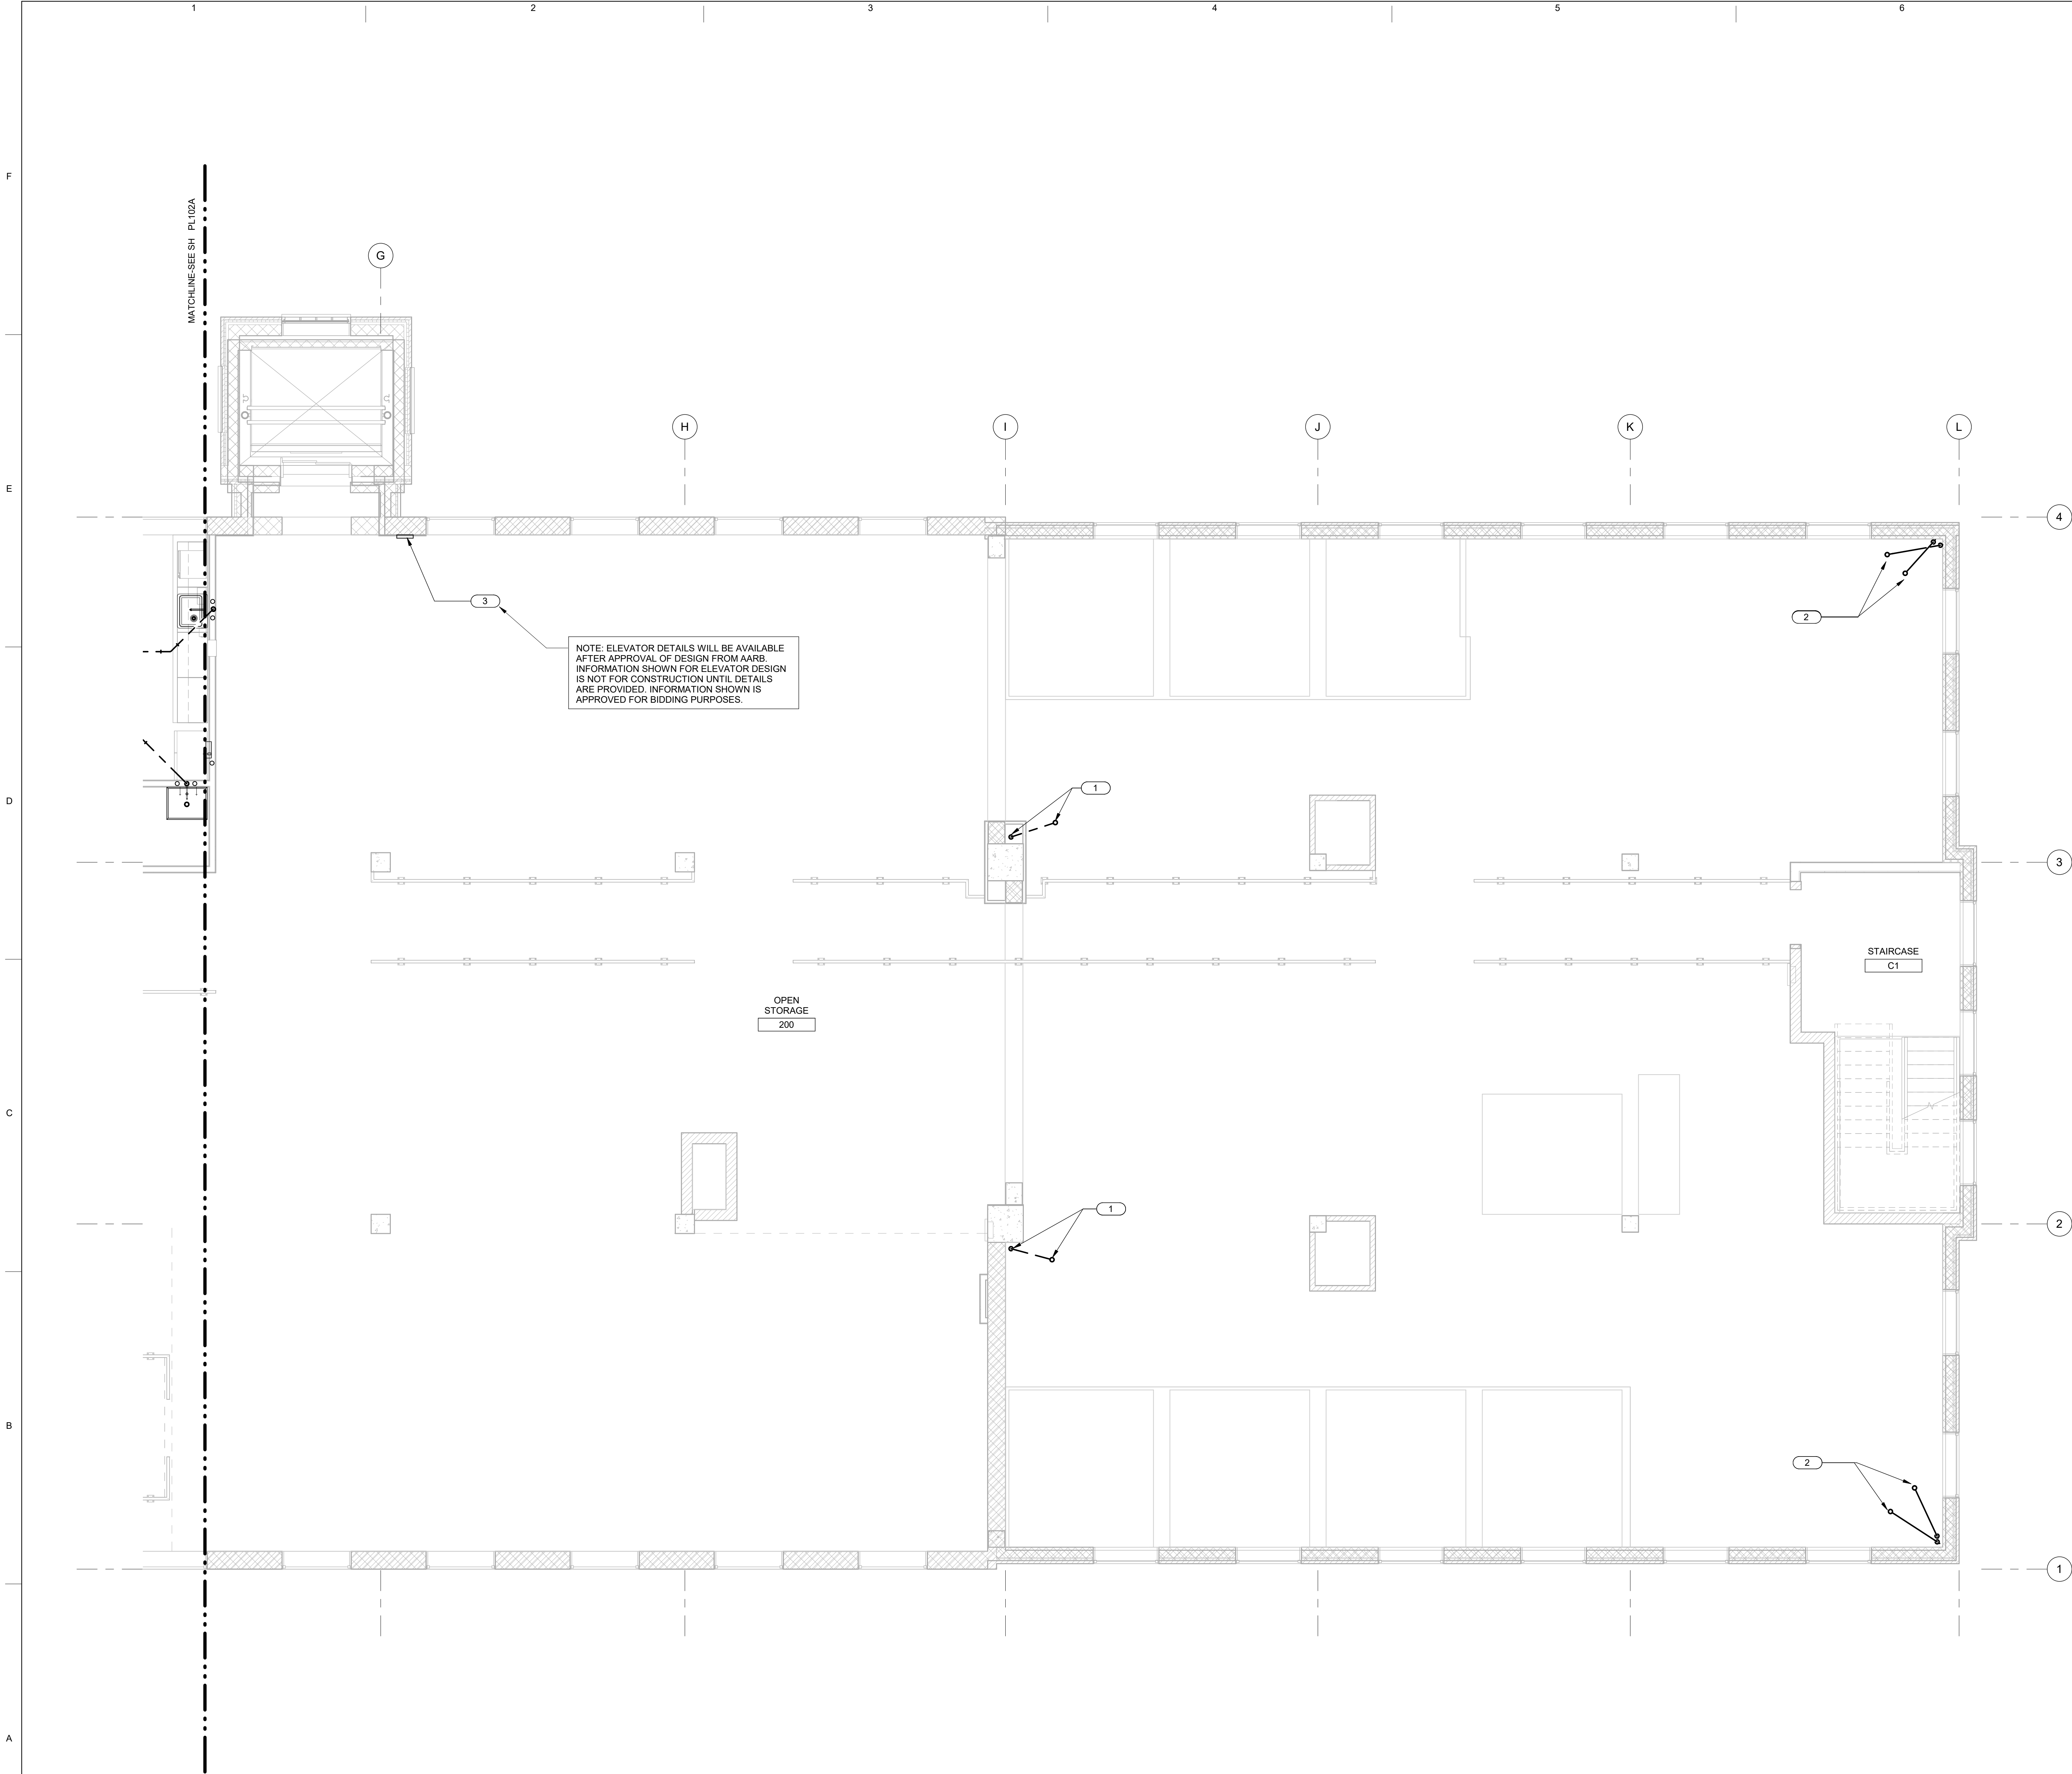 1
2
3
4
5
6
F
MATCHLINE-SEE SH PL102A
G
H
I
J
K
L
E
4
3
2
NOTE: ELEVATOR DETAILS WILL BE AVAILABLE
AFTER APPROVAL OF DESIGN FROM AARB.
INFORMATION SHOWN FOR ELEVATOR DESIGN
IS NOT FOR CONSTRUCTION UNTIL DETAILS
ARE PROVIDED. INFORMATION SHOWN IS
APPROVED FOR BIDDING PURPOSES.
D
1
3
STAIRCASE
C1
OPEN
STORAGE
200
C
1
2
B
2
1
A